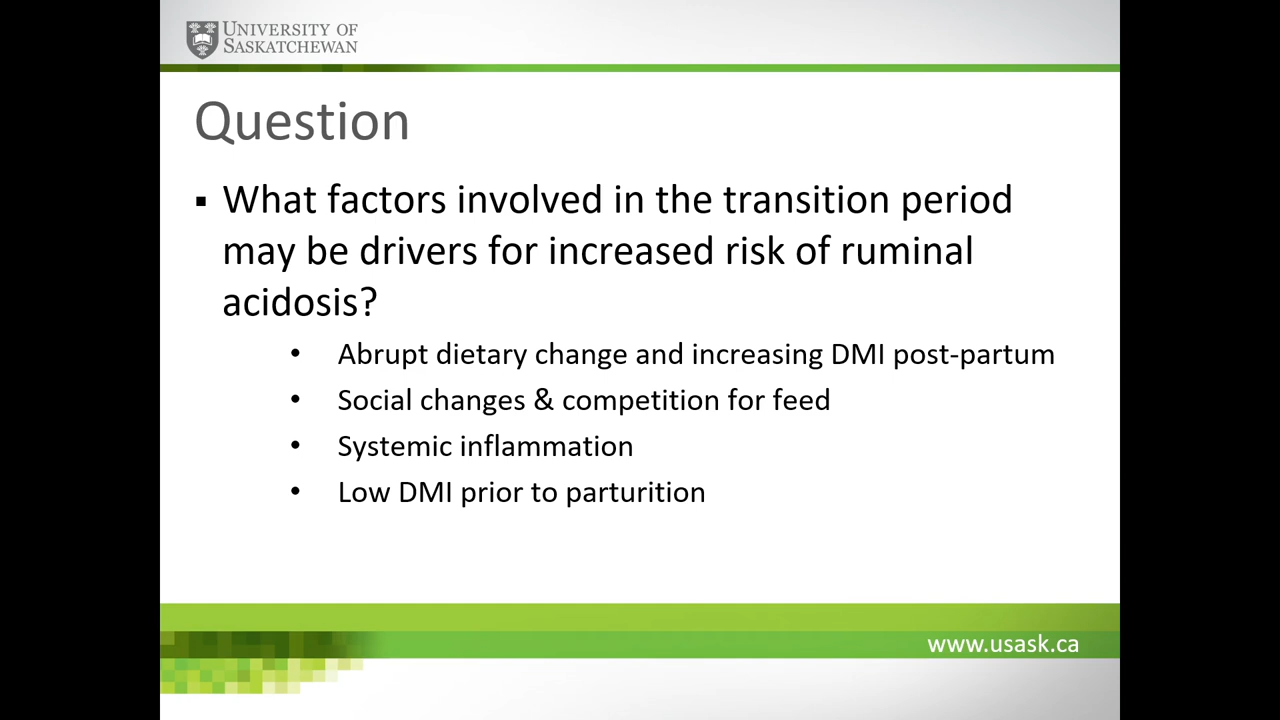 UNIVERSITY OF
SASKATCHEWAN
Question
▪ What factors involved in the transition period
may be drivers for increased risk of ruminal
acidosis?
• Abrupt dietary change and increasing DMI post-partum
• Social changes & competition for feed
• Systemic inflammation
• Low DMI prior to parturition
www.usask.ca